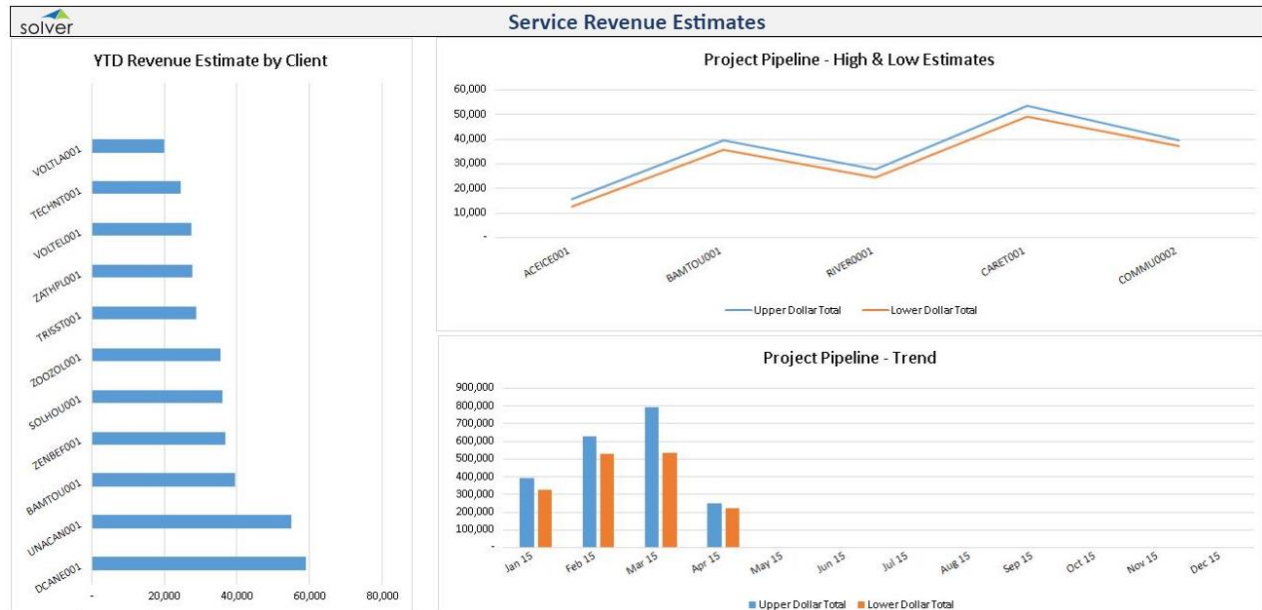 solver
Service Revenue Estimates
YTD Revenue Estimate by Client
VOLTLA001
TECHNT001
VOLTEL001
ZATHPL001
TRISST001
ZOOZOL001
SOLHOU001
ZENBEF001
BAMTOU001
UNACAN001
DCANE001
- 20,000 40,000 60,000 80,000
Project Pipeline - High & Low Estimates
60,000
50,000
40,000
30,000
20,000
10,000
-
ACEICE001 BAMTOU001 RIVER0001 CARET001 COMMU0002
Upper Dollar Total Lower Dollar Total
Project Pipeline - Trend
900,000
800,000
700,000
600,000
500,000
400,000
300,000
200,000
100,000
-
Jan 15 Feb 15 Mar 15 Apr 15 May 15 Jun 15 Jul 15 Aug 15 Sep 15 Oct 15 Nov 15 Dec 15
Upper Dollar Total Lower Dollar Total